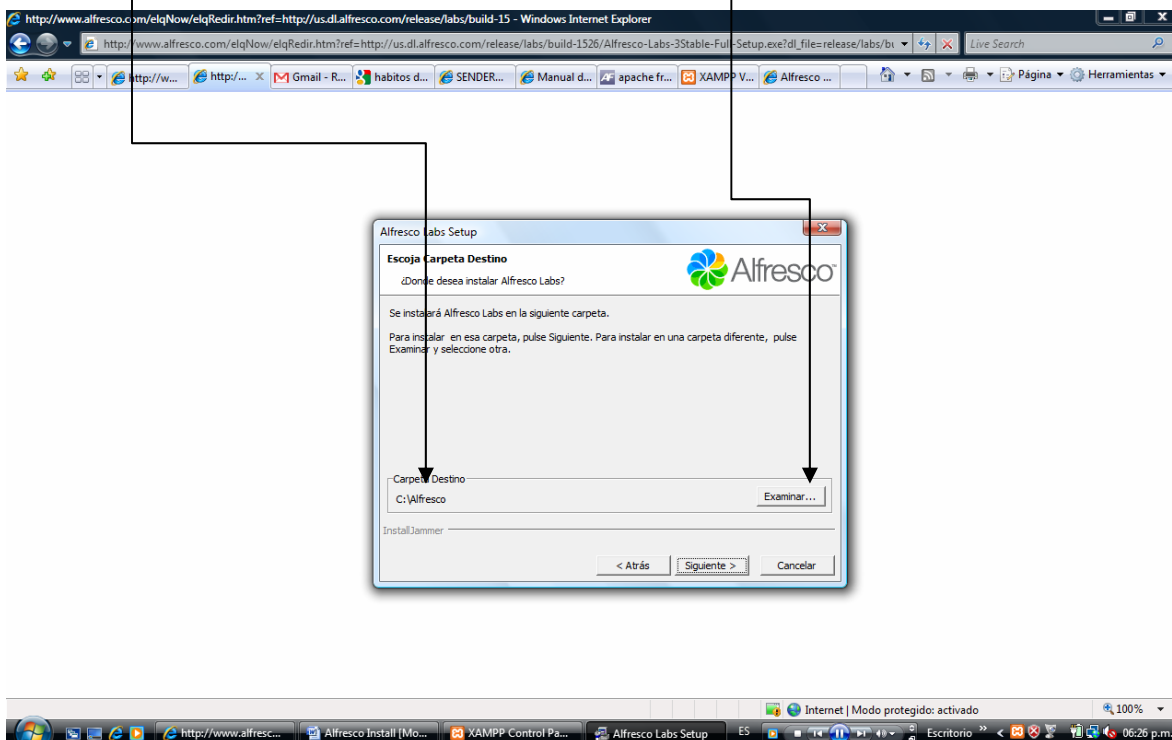 http://www.alfresco.com/elqNow/elqRedir.htm?ref=http://us.dl.alfresco.com/release/labs/build-15 - Windows Internet Explorer
http://www.alfresco.com/elqNow/elqRedir.htm?ref=http://us.dl.alfresco.com/release/labs/build-1526/Alfresco-Labs-3Stable-Full-Setup.exe?dl_file=release/labs/bu
Live Search
http://w... http:/... Gmail - R... habitos d... SENDER... Manual d... apache fr... XAMPP V... Alfresco ... Página Herramientas
Alfresco Labs Setup
Escoja Carpeta Destino
¿Donde desea instalar Alfresco Labs?
Alfresco
Se instalará Alfresco Labs en la siguiente carpeta.
Para instalar en esa carpeta, pulse Siguiente. Para instalar en una carpeta diferente, pulse
Examinar y seleccione otra.
Carpeta Destino
C:\Alfresco Examinar...
InstallJammer
< Atrás Siguiente > Cancelar
Internet | Modo protegido: activado 100%
http://www.alfresc... Alfresco Install [Mo... XAMPP Control Pa... Alfresco Labs Setup ES Escritorio » 06:26 p.m.